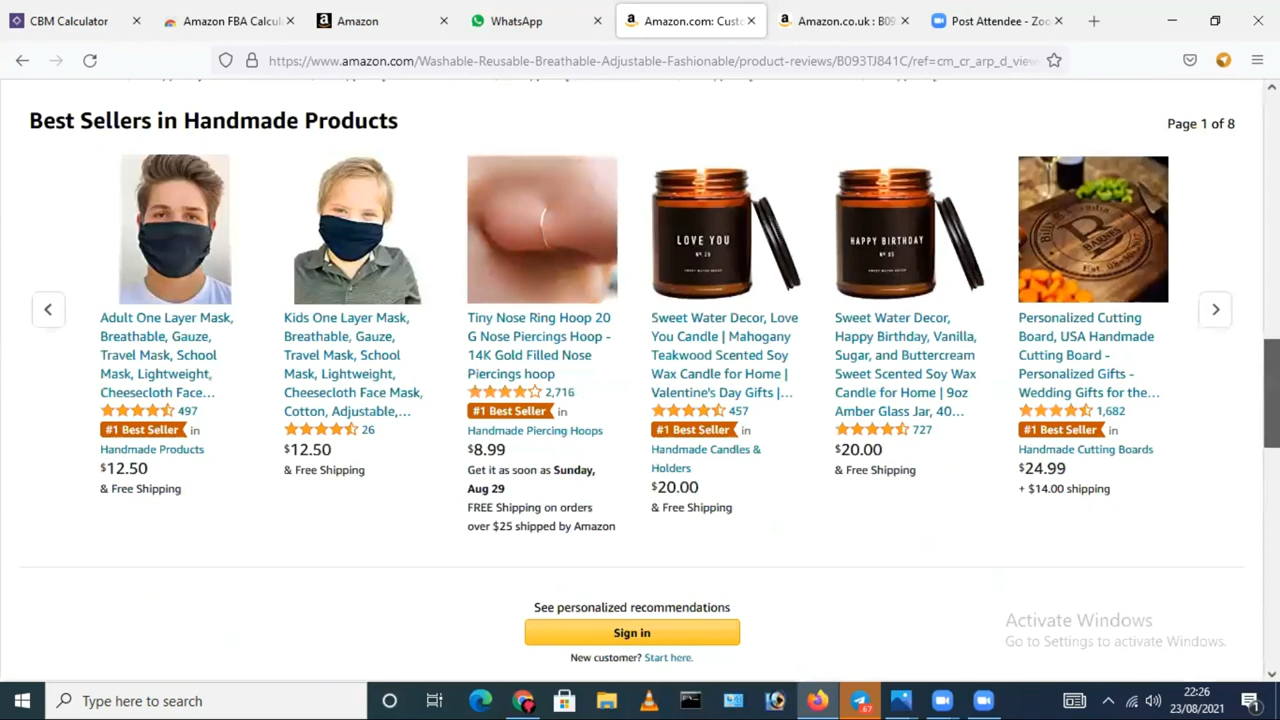 CBM Calculator
Amazon FBA Calcul
Amazon
WhatsApp
Amazon.com: Custo
Amazon.co.uk : B09
Post Attendee - Zoo
https://www.amazon.com/Washable-Reusable-Breathable-Adjustable-Fashionable/product-reviews/B093TJ841C/ref=cm_cr_arp_d_view
Best Sellers in Handmade Products
Page 1 of 8
LOVE YOU
HAPPY BIRTHDAY
BARNES
Adult One Layer Mask,
Breathable, Gauze,
Travel Mask, School
Mask, Lightweight,
Cheesecloth Face…
497
#1 Best Seller in
Handmade Products
$12.50
& Free Shipping
Kids One Layer Mask,
Breathable, Gauze,
Travel Mask, School
Mask, Lightweight,
Cheesecloth Face Mask,
Cotton, Adjustable,…
26
$12.50
& Free Shipping
Tiny Nose Ring Hoop 20
G Nose Piercings Hoop -
14K Gold Filled Nose
Piercings hoop
2,716
#1 Best Seller in
Handmade Piercing Hoops
$8.99
Get it as soon as Sunday,
Aug 29
FREE Shipping on orders
over $25 shipped by Amazon
Sweet Water Decor, Love
You Candle | Mahogany
Teakwood Scented Soy
Wax Candle for Home |
Valentine's Day Gifts |…
457
#1 Best Seller in
Handmade Candles &
Holders
$20.00
& Free Shipping
Sweet Water Decor,
Happy Birthday, Vanilla,
Sugar, and Buttercream
Sweet Scented Soy Wax
Candle for Home | 9oz
Amber Glass Jar, 40…
727
$20.00
& Free Shipping
Personalized Cutting
Board, USA Handmade
Cutting Board -
Personalized Gifts -
Wedding Gifts for the…
1,682
#1 Best Seller in
Handmade Cutting Boards
$24.99
+ $14.00 shipping
See personalized recommendations
Sign in
New customer? Start here.
Activate Windows
Go to Settings to activate Windows.
Type here to search
67
22:26
23/08/2021
1